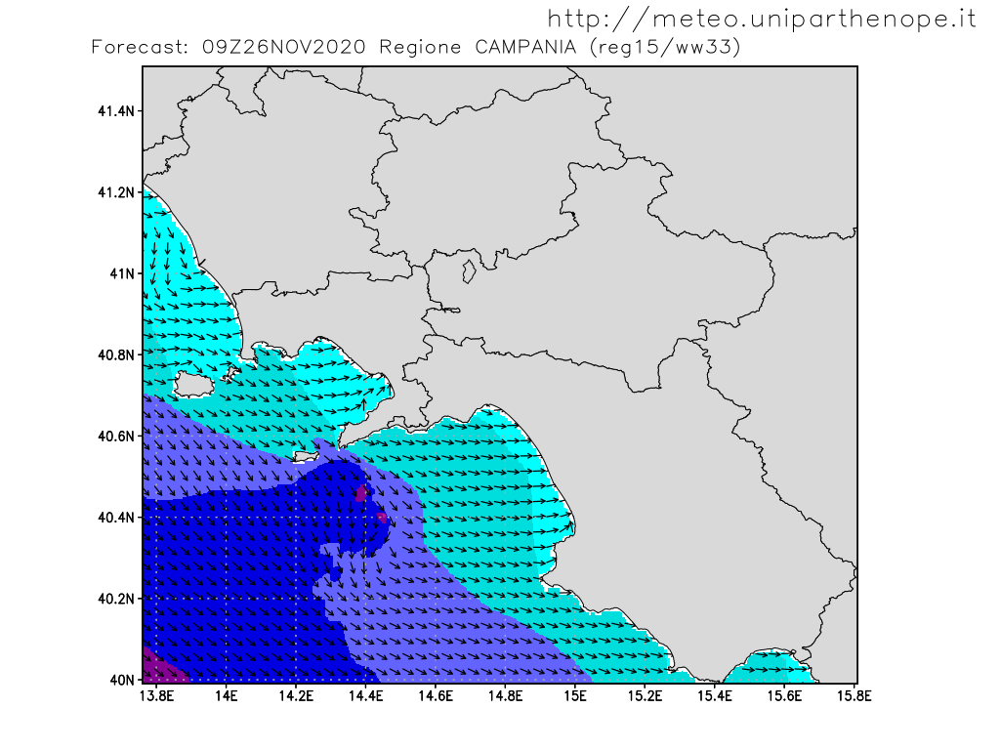 http://meteo.uniparthenope.it
Forecast: 09Z26NOV2020 Regione CAMPANIA (reg15/ww33)
41.4N
41.2N
41N
40.8N
40.6N
40.4N
40.2N
40N
13.8E 14E 14.2E 14.4E 14.6E 14.8E 15E 15.2E 15.4E 15.6E 15.8E